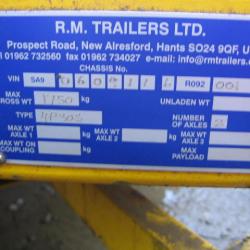 R.M. TRAILERS LTD.
Prospect Road, New Alresford, Hants SO24 9QF, U
01962 732560 fax 01962 734027 e-mail: info@rmtrailers.
CHASSIS No.
VIN SA9 R092 001
MAX GROSS WT 1750 kg UNLADEN WT
TYPE NUMBER OF AXLES
MAX WT AXLE 1 kg MAX WT AXLE 2 kg MAX WT AXLE 3 kg
MAX WT ON COUPLING kg MAX PAYLOAD